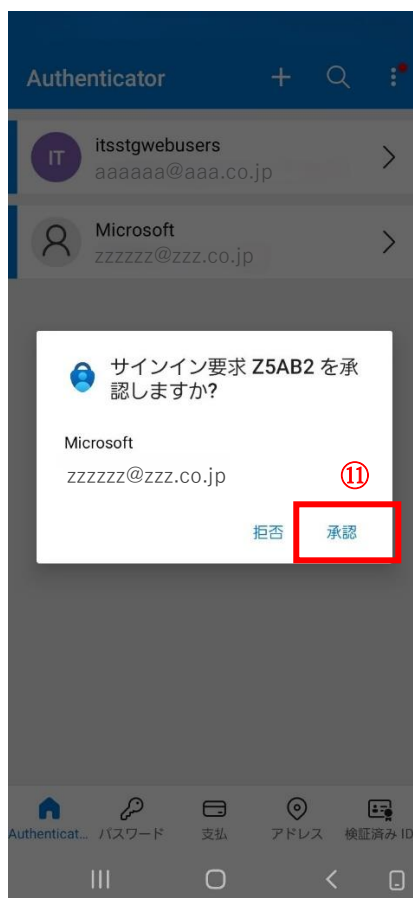 Authenticator
IT
itsstgwebusers
aaaaaa@aaa.co.jp
Microsoft
zzzzzz@zzz.co.jp
サインイン要求 Z5AB2 を承
認しますか?
Microsoft
zzzzzz@zzz.co.jp
⑪
拒否 承認
Authenticat... パスワード 支払 アドレス 検証済み ID